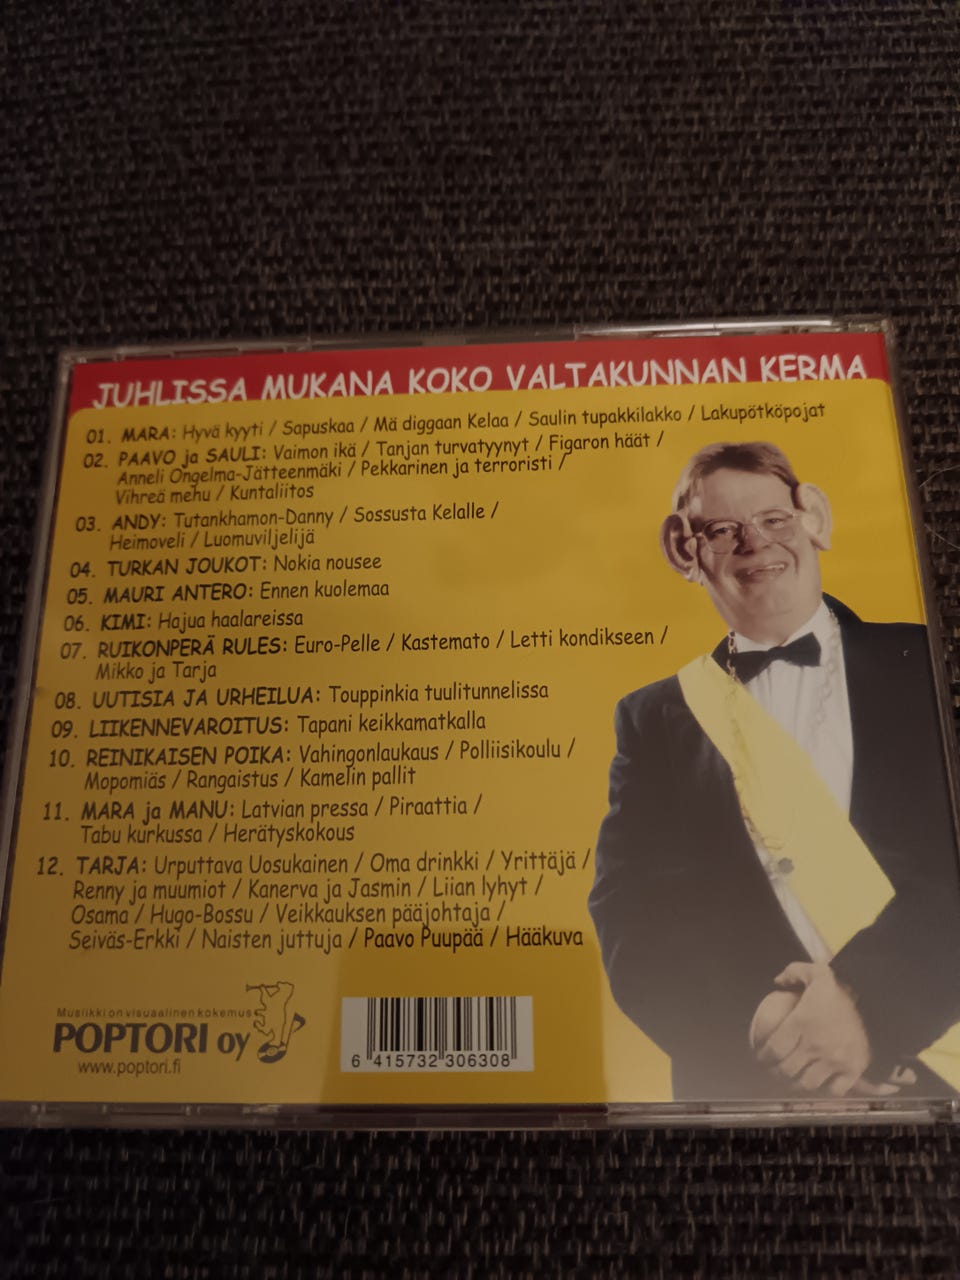 JUHLISSA MUKANA KOKO VALTAKUNNAN KERMA
01. MARA: Hyvä kyyti / Sapuskaa / Mä diggaan Kelaa / Saulin tupakkilakko / Lakupötköpojat
02. PAAVO ja SAULI: Vaimon ikä / Tanjan turvatyynyt / Figaron häät /
Anneli Ongelma-Jätteenmäki / Pekkarinen ja terroristi /
Vihreä mehu / Kuntaliitos
03. ANDY: Tutankhamon-Danny / Sossusta Kelalle /
Heimoveli / Luomuviljelijä
04. TURKAN JOUKOT: Nokia nousee
05. MAURI ANTERO: Ennen kuolemaa
06. KIMI: Hajua haalareissa
07. RUIKONPERÄ RULES: Euro-Pelle / Kastemato / Letti kondikseen /
Mikko ja Tarja
08. UUTISIA JA URHEILUA: Touppinkia tuulitunnelissa
09. LIIKENNEVAROITUS: Tapani keikkamatkalla
10. REINIKAISEN POIKA: Vahingonlaukaus / Polliisikoulu /
Mopomiäs / Rangaistus / Kamelin pallit
11. MARA ja MANU: Latvian pressa / Piraattia /
Tabu kurkussa / Herätyskokous
12. TARJA: Urputtava Uosukainen / Oma drinkki / Yrittäjä /
Renny ja muumiot / Kanerva ja Jasmin / Liian lyhyt /
Osama / Hugo-Bossu / Veikkauksen pääjohtaja /
Seiväs-Erkki / Naisten juttuja / Paavo Puupää / Hääkuva
Musiikki on visuaalinen kokemus
POPTORI oy
www.poptori.fi
6 415732 306308